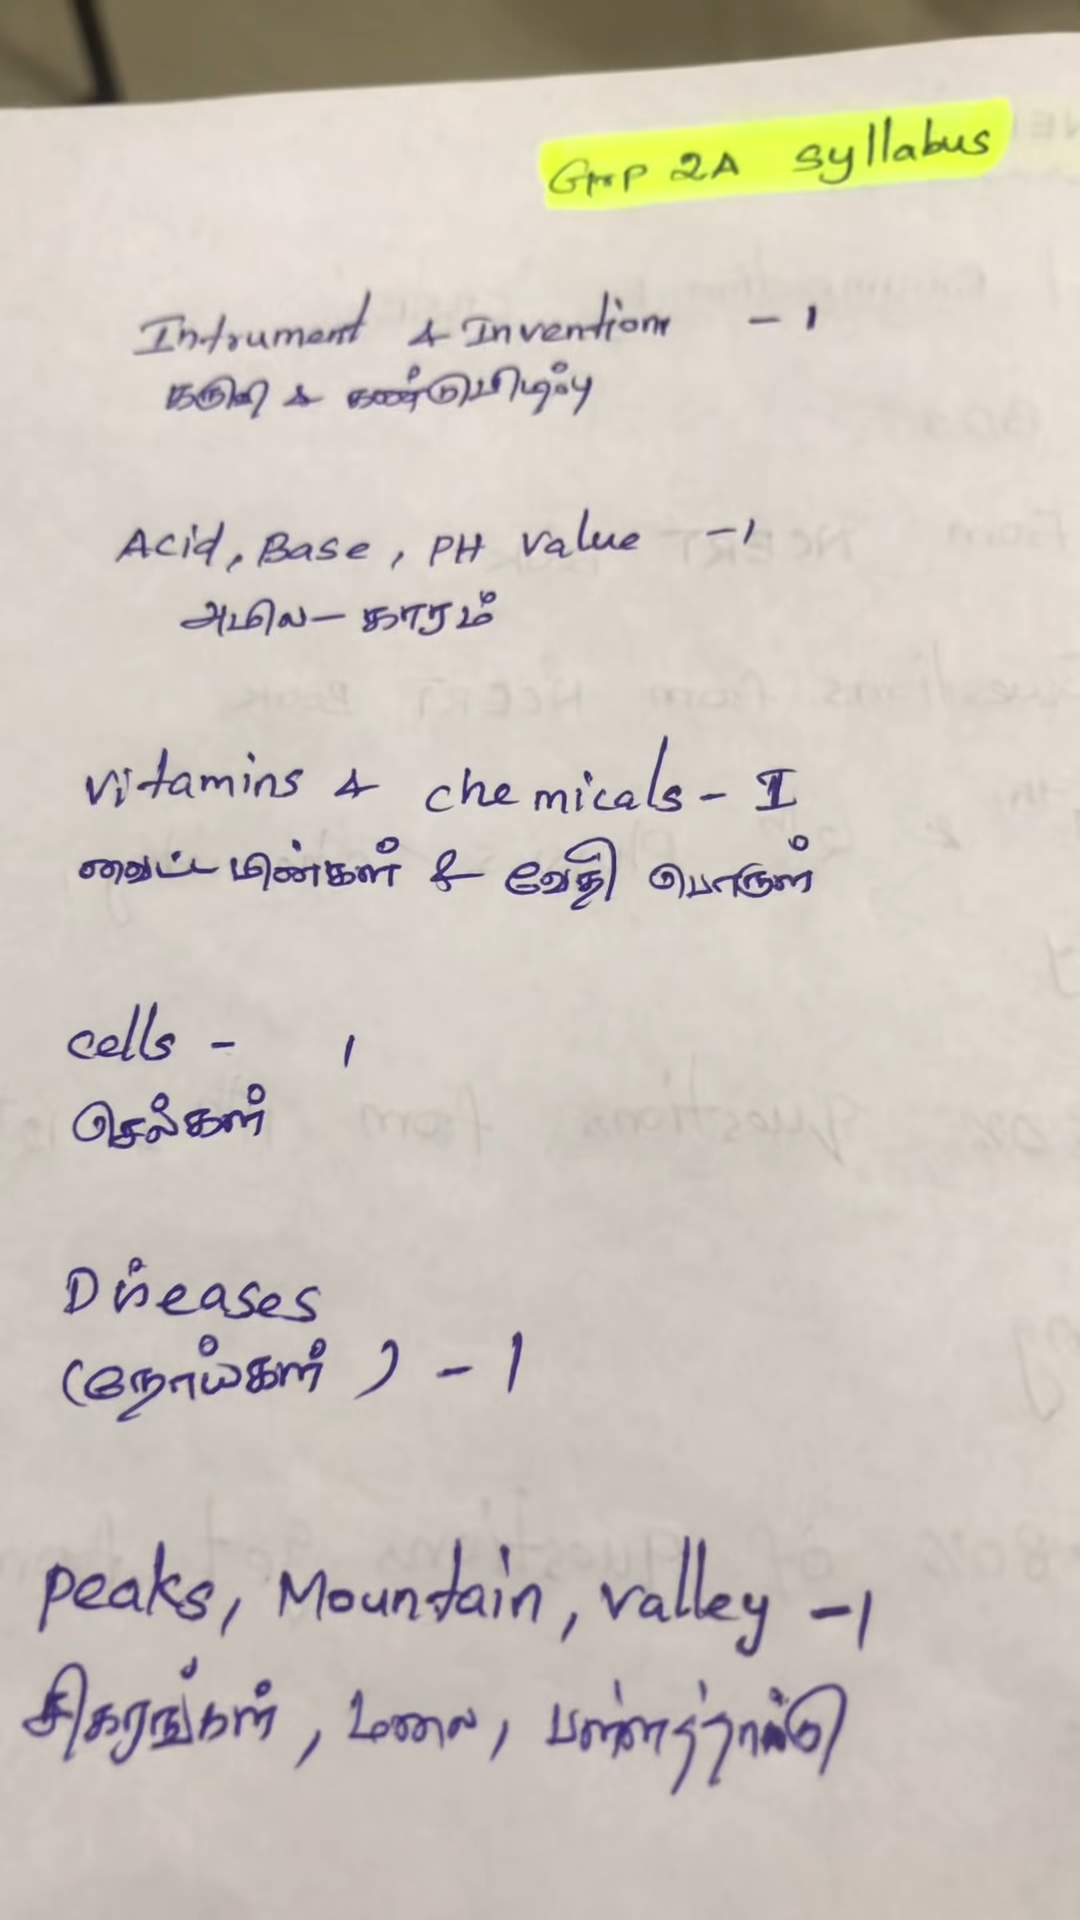 Grp 2A syllabus
Intrument & Invention -1
கருவி & கண்டுபிடிப்பு
Acid, Base, PH value -1
அமில - காரம்
Vitamins & chemicals - I
வைட்டமின்கள் & வேதி பொருள்
cells - 1
செல்கள்
Diseases
(நோய்கள்) - 1
Peaks, Mountain, valley -1
சிகரங்கள், மலை, பள்ளத்தாக்கு